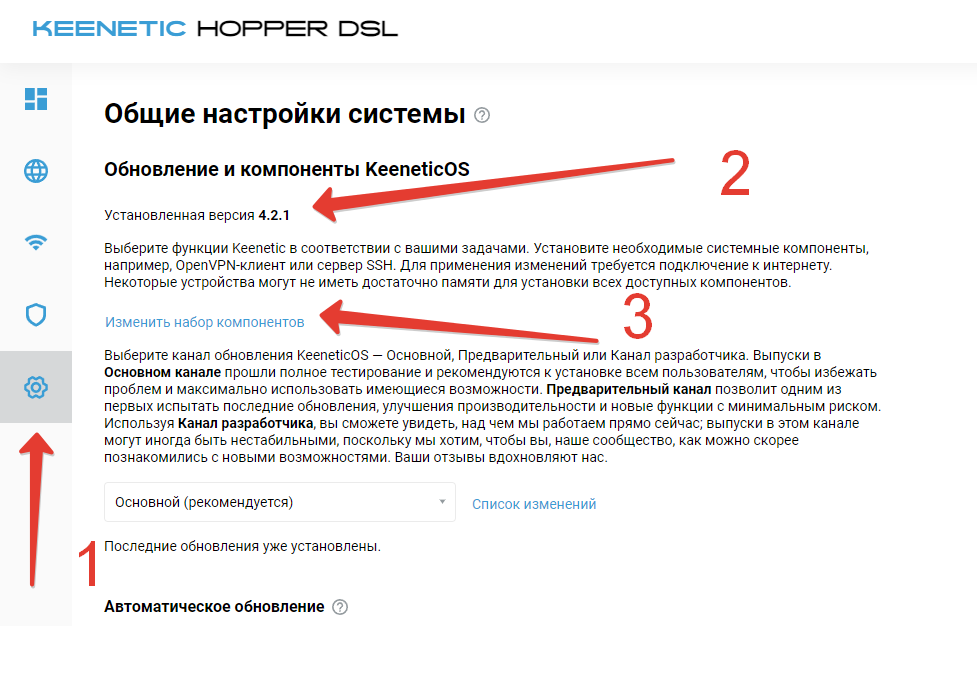 KEENETIC HOPPER DSL
Общие настройки системы ?
Обновление и компоненты KeeneticOS
2
Установленная версия 4.2.1
Выберите функции Keenetic в соответствии с вашими задачами. Установите необходимые системные компоненты,
например, OpenVPN-клиент или сервер SSH. Для применения изменений требуется подключение к интернету.
Некоторые устройства могут не иметь достаточно памяти для установки всех доступных компонентов.
Изменить набор компонентов
3
Выберите канал обновления KeeneticOS — Основной, Предварительный или Канал разработчика. Выпуски в
Основном канале прошли полное тестирование и рекомендуются к установке всем пользователям, чтобы избежать
проблем и максимально использовать имеющиеся возможности. Предварительный канал позволит одним из
первых испытать последние обновления, улучшения производительности и новые функции с минимальным риском.
Используя Канал разработчика, вы сможете увидеть, над чем мы работаем прямо сейчас; выпуски в этом канале
могут иногда быть нестабильными, поскольку мы хотим, чтобы вы, наше сообщество, как можно скорее
познакомились с новыми возможностями. Ваши отзывы вдохновляют нас.
Основной (рекомендуется)
Список изменений
Последние обновления уже установлены.
1
Автоматическое обновление ?